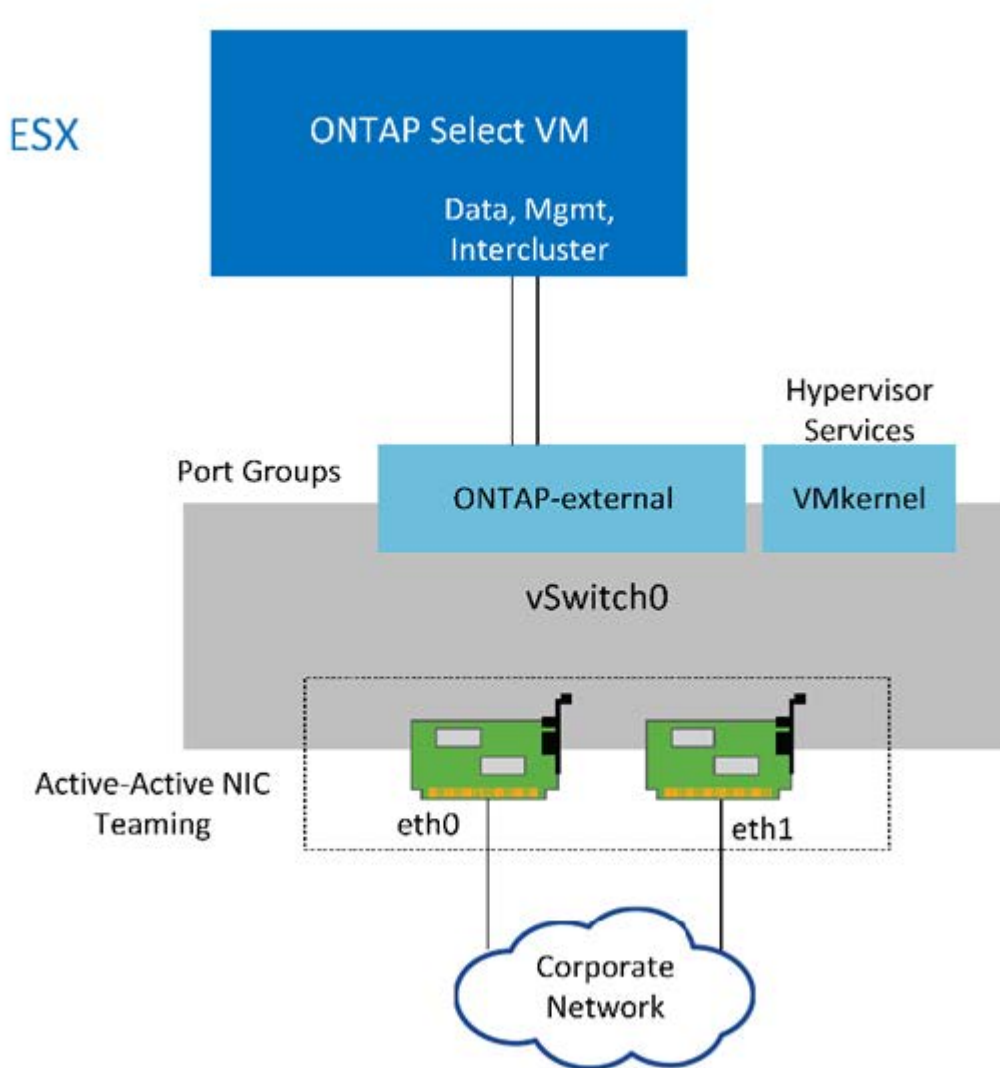 ESX
ONTAP Select VM
Data, Mgmt,
Intercluster
Hypervisor
Services
Port Groups
ONTAP-external
VMkernel
vSwitch0
Active-Active NIC
Teaming
eth0
eth1
Corporate
Network